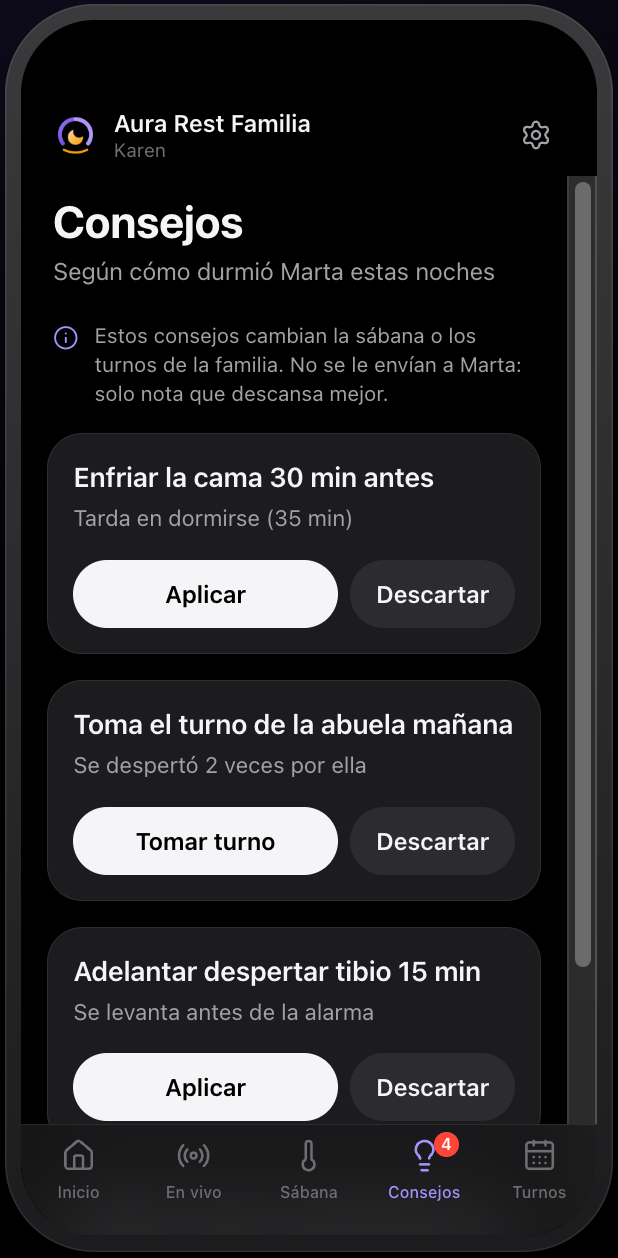 Aura Rest Familia
Karen
Consejos
Según cómo durmió Marta estas noches
Estos consejos cambian la sábana o los
turnos de la familia. No se le envían a Marta:
solo nota que descansa mejor.
Enfriar la cama 30 min antes
Tarda en dormirse (35 min)
Aplicar
Descartar
Toma el turno de la abuela mañana
Se despertó 2 veces por ella
Tomar turno
Descartar
Adelantar despertar tibio 15 min
Se levanta antes de la alarma
Aplicar
Descartar
4
Inicio
En vivo
Sábana
Consejos
Turnos